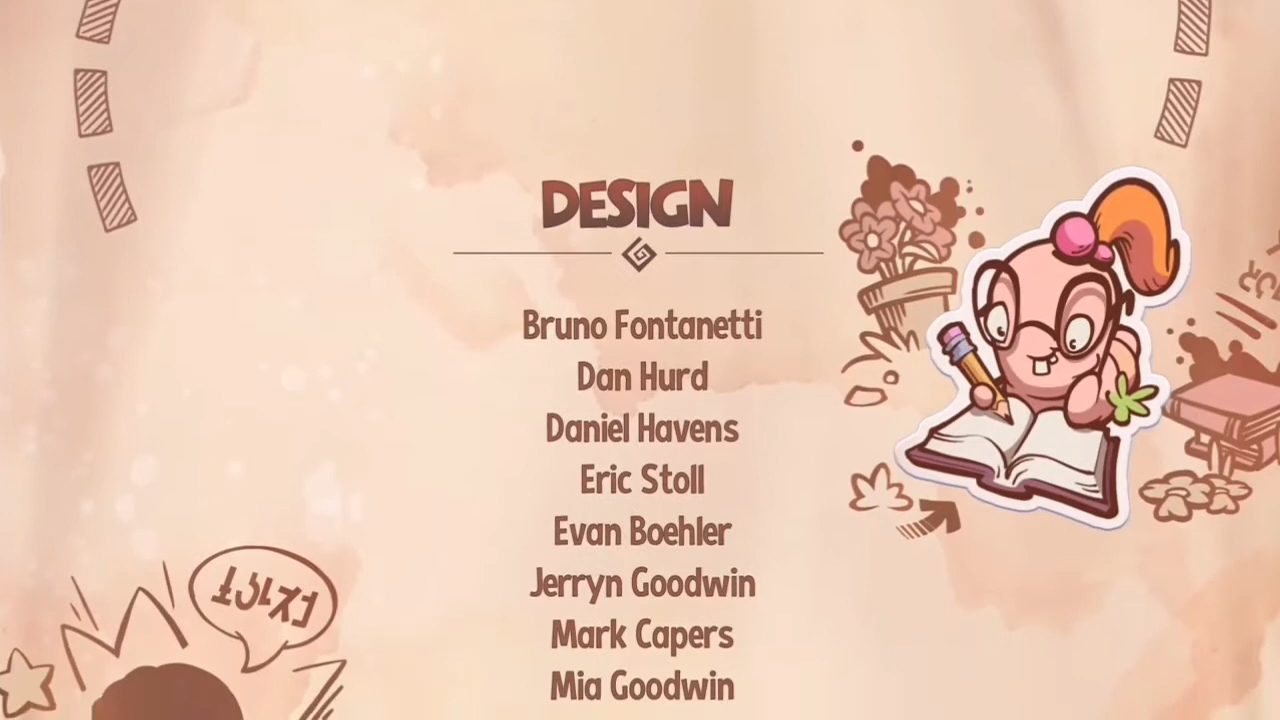 DESIGN
Bruno Fontanetti
Dan Hurd
Daniel Havens
Eric Stoll
Evan Boehler
Jerryn Goodwin
Mark Capers
Mia Goodwin